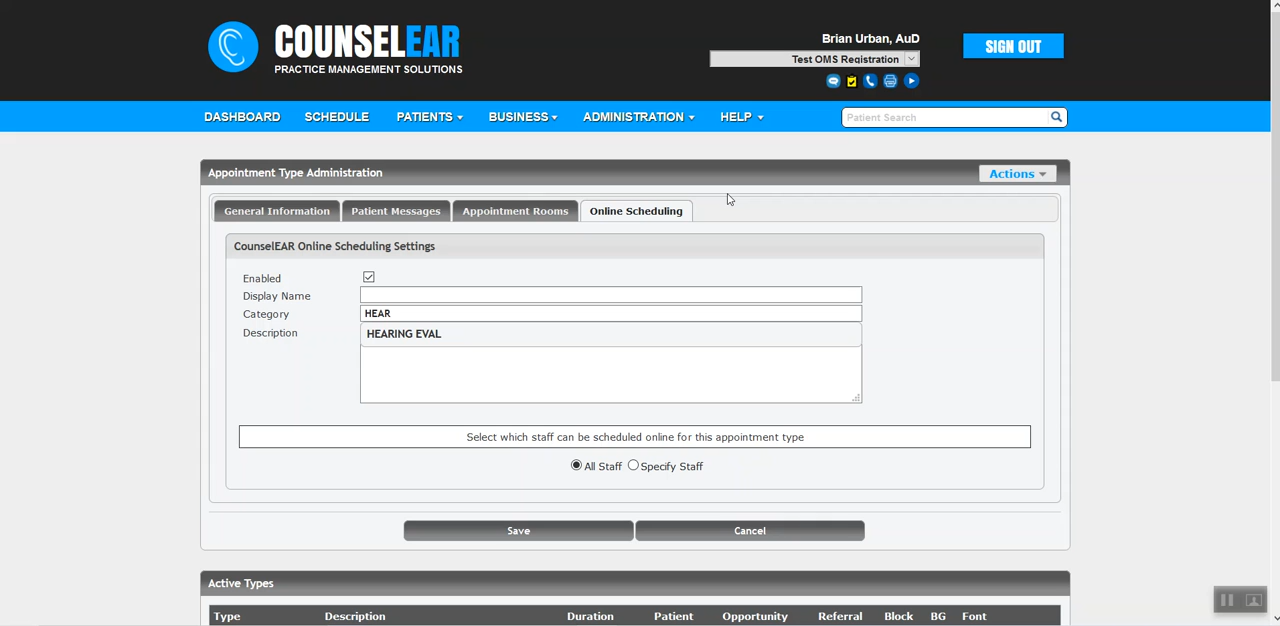 COUNSELEAR
PRACTICE MANAGEMENT SOLUTIONS
Brian Urban, AuD
Test OMS Registration
SIGN OUT
DASHBOARD SCHEDULE PATIENTS BUSINESS ADMINISTRATION HELP Patient Search
Appointment Type Administration Actions
General Information Patient Messages Appointment Rooms Online Scheduling
CounselEAR Online Scheduling Settings
Enabled
Display Name
Category HEAR
Description HEARING EVAL
Select which staff can be scheduled online for this appointment type
All Staff Specify Staff
Save Cancel
Active Types
Type Description Duration Patient Opportunity Referral Block BG Font